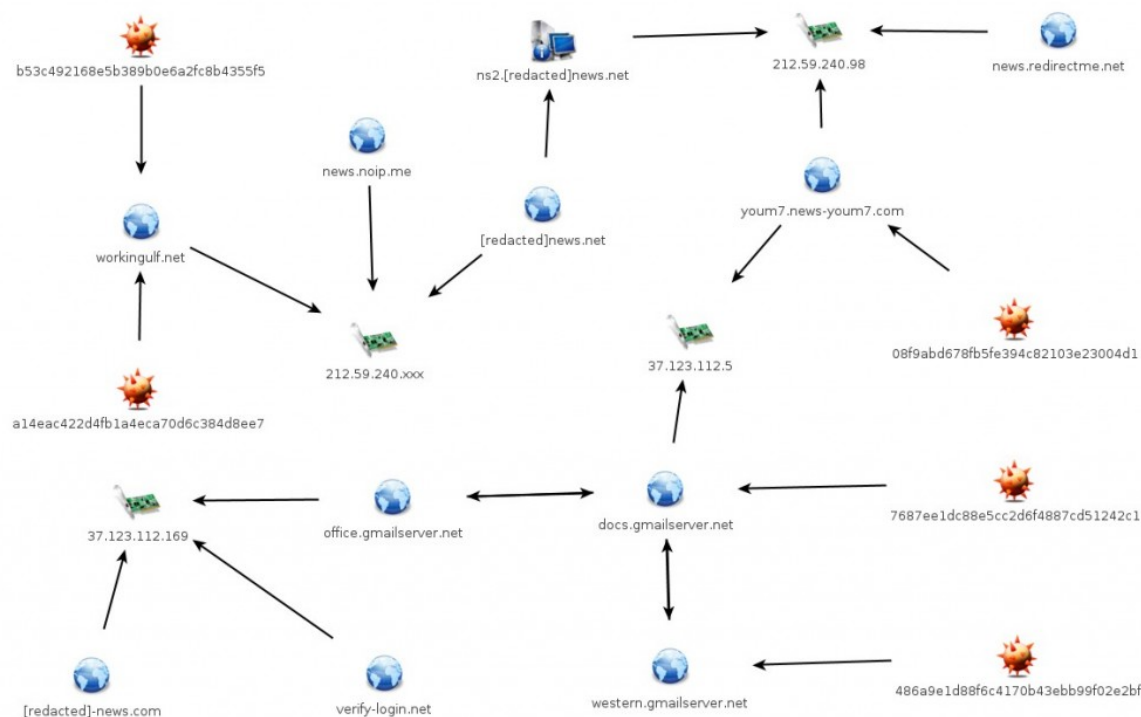 b53c492168e5b389b0e6a2fc8b4355f5
ns2.[redacted]news.net
212.59.240.98
news.redirectme.net
news.noip.me
workingulf.net
[redacted]news.net
youm7.news-youm7.com
212.59.240.xxx
37.123.112.5
08f9abd678fb5fe394c82103e23004d1
a14eac422d4fb1a4eca70d6c384d8ee7
37.123.112.169
office.gmailserver.net
docs.gmailserver.net
7687ee1dc88e5cc2d6f4887cd51242c1
[redacted]-news.com
verify-login.net
western.gmailserver.net
486a9e1d88f6c4170b43ebb99f02e2bf